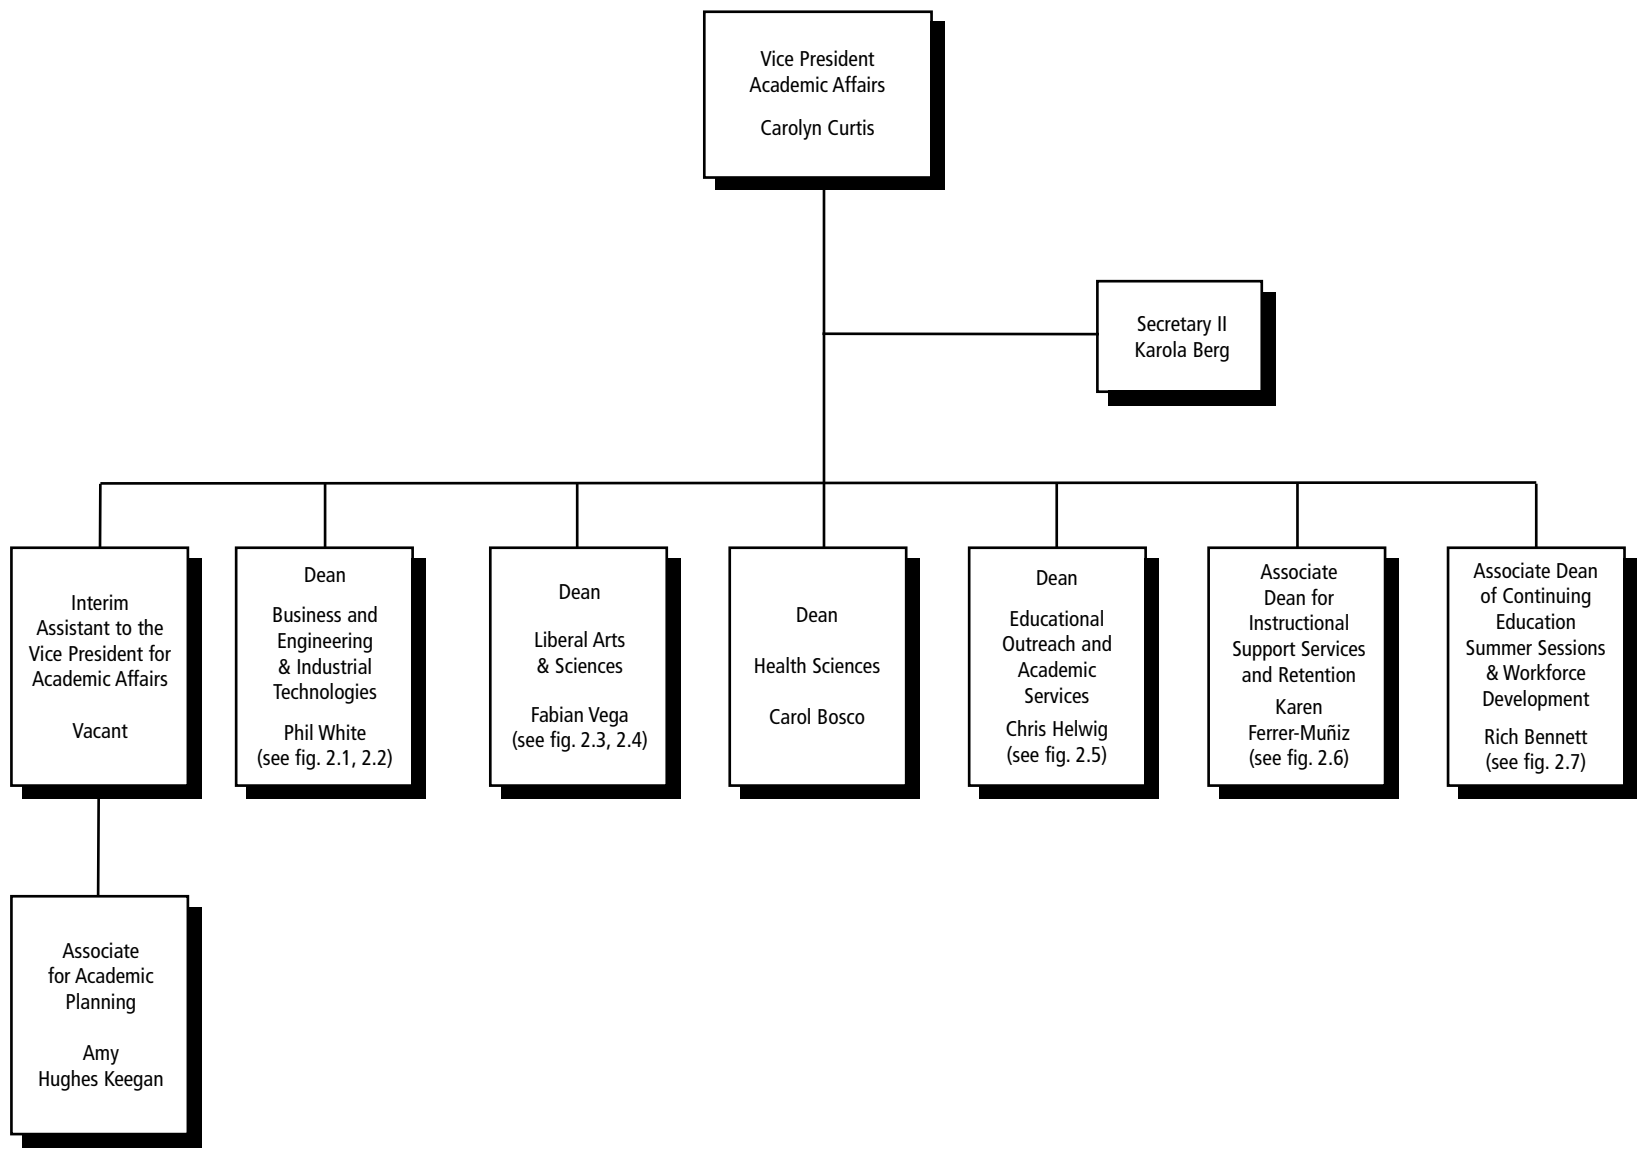 Vice President
Academic Affairs
Carolyn Curtis
Secretary II
Karola Berg
Interim
Assistant to the
Vice President for
Academic Affairs
Vacant
Dean
Business and
Engineering
& Industrial
Technologies
Phil White
(see fig. 2.1, 2.2)
Dean
Liberal Arts
& Sciences
Fabian Vega
(see fig. 2.3, 2.4)
Dean
Health Sciences
Carol Bosco
Dean
Educational
Outreach and
Academic
Services
Chris Helwig
(see fig. 2.5)
Associate
Dean for
Instructional
Support Services
and Retention
Karen
Ferrer-Muñiz
(see fig. 2.6)
Associate Dean
of Continuing
Education
Summer Sessions
& Workforce
Development
Rich Bennett
(see fig. 2.7)
Associate
for Academic
Planning
Amy
Hughes Keegan